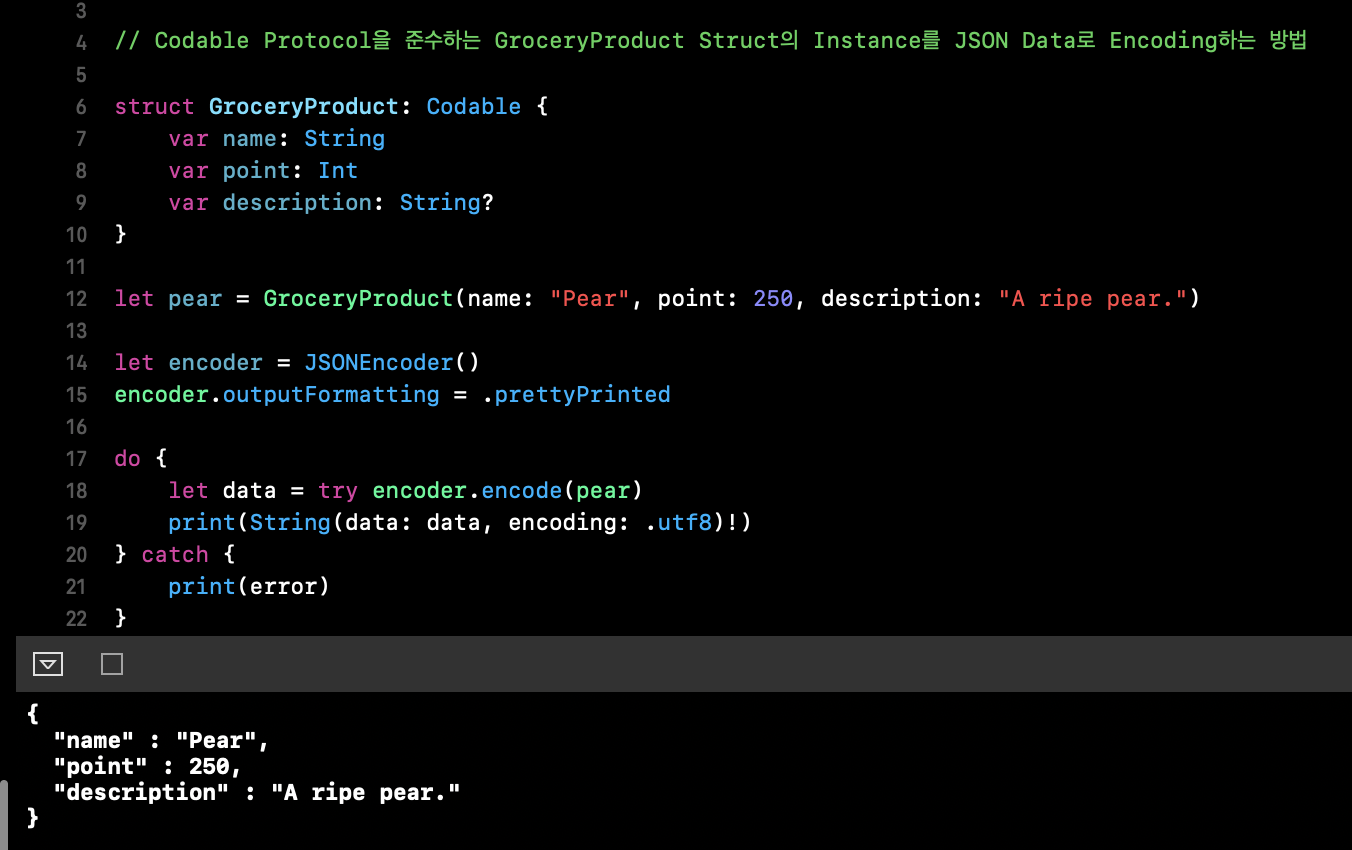 3
4 // Codable Protocol을 준수하는 GroceryProduct Struct의 Instance를 JSON Data로 Encoding하는 방법
5
6 struct GroceryProduct: Codable {
7     var name: String
8     var point: Int
9     var description: String?
10 }
11
12 let pear = GroceryProduct(name: "Pear", point: 250, description: "A ripe pear.")
13
14 let encoder = JSONEncoder()
15 encoder.outputFormatting = .prettyPrinted
16
17 do {
18     let data = try encoder.encode(pear)
19     print(String(data: data, encoding: .utf8)!)
20 } catch {
21     print(error)
22 }
{
  "name" : "Pear",
  "point" : 250,
  "description" : "A ripe pear."
}